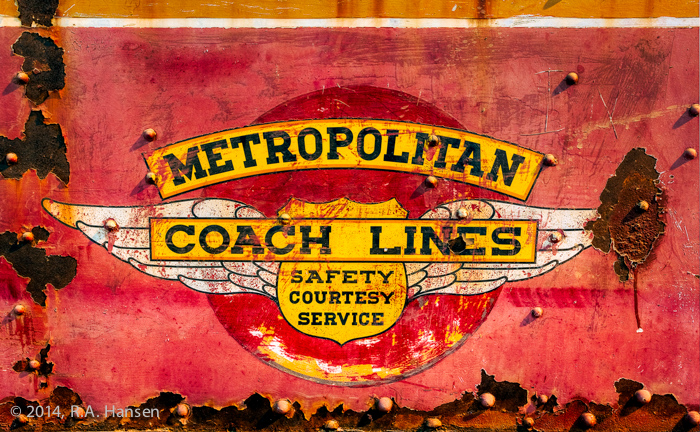 METROPOLITAN
COACH LINES
SAFETY
COURTESY
SERVICE
© 2014, R.A. Hansen